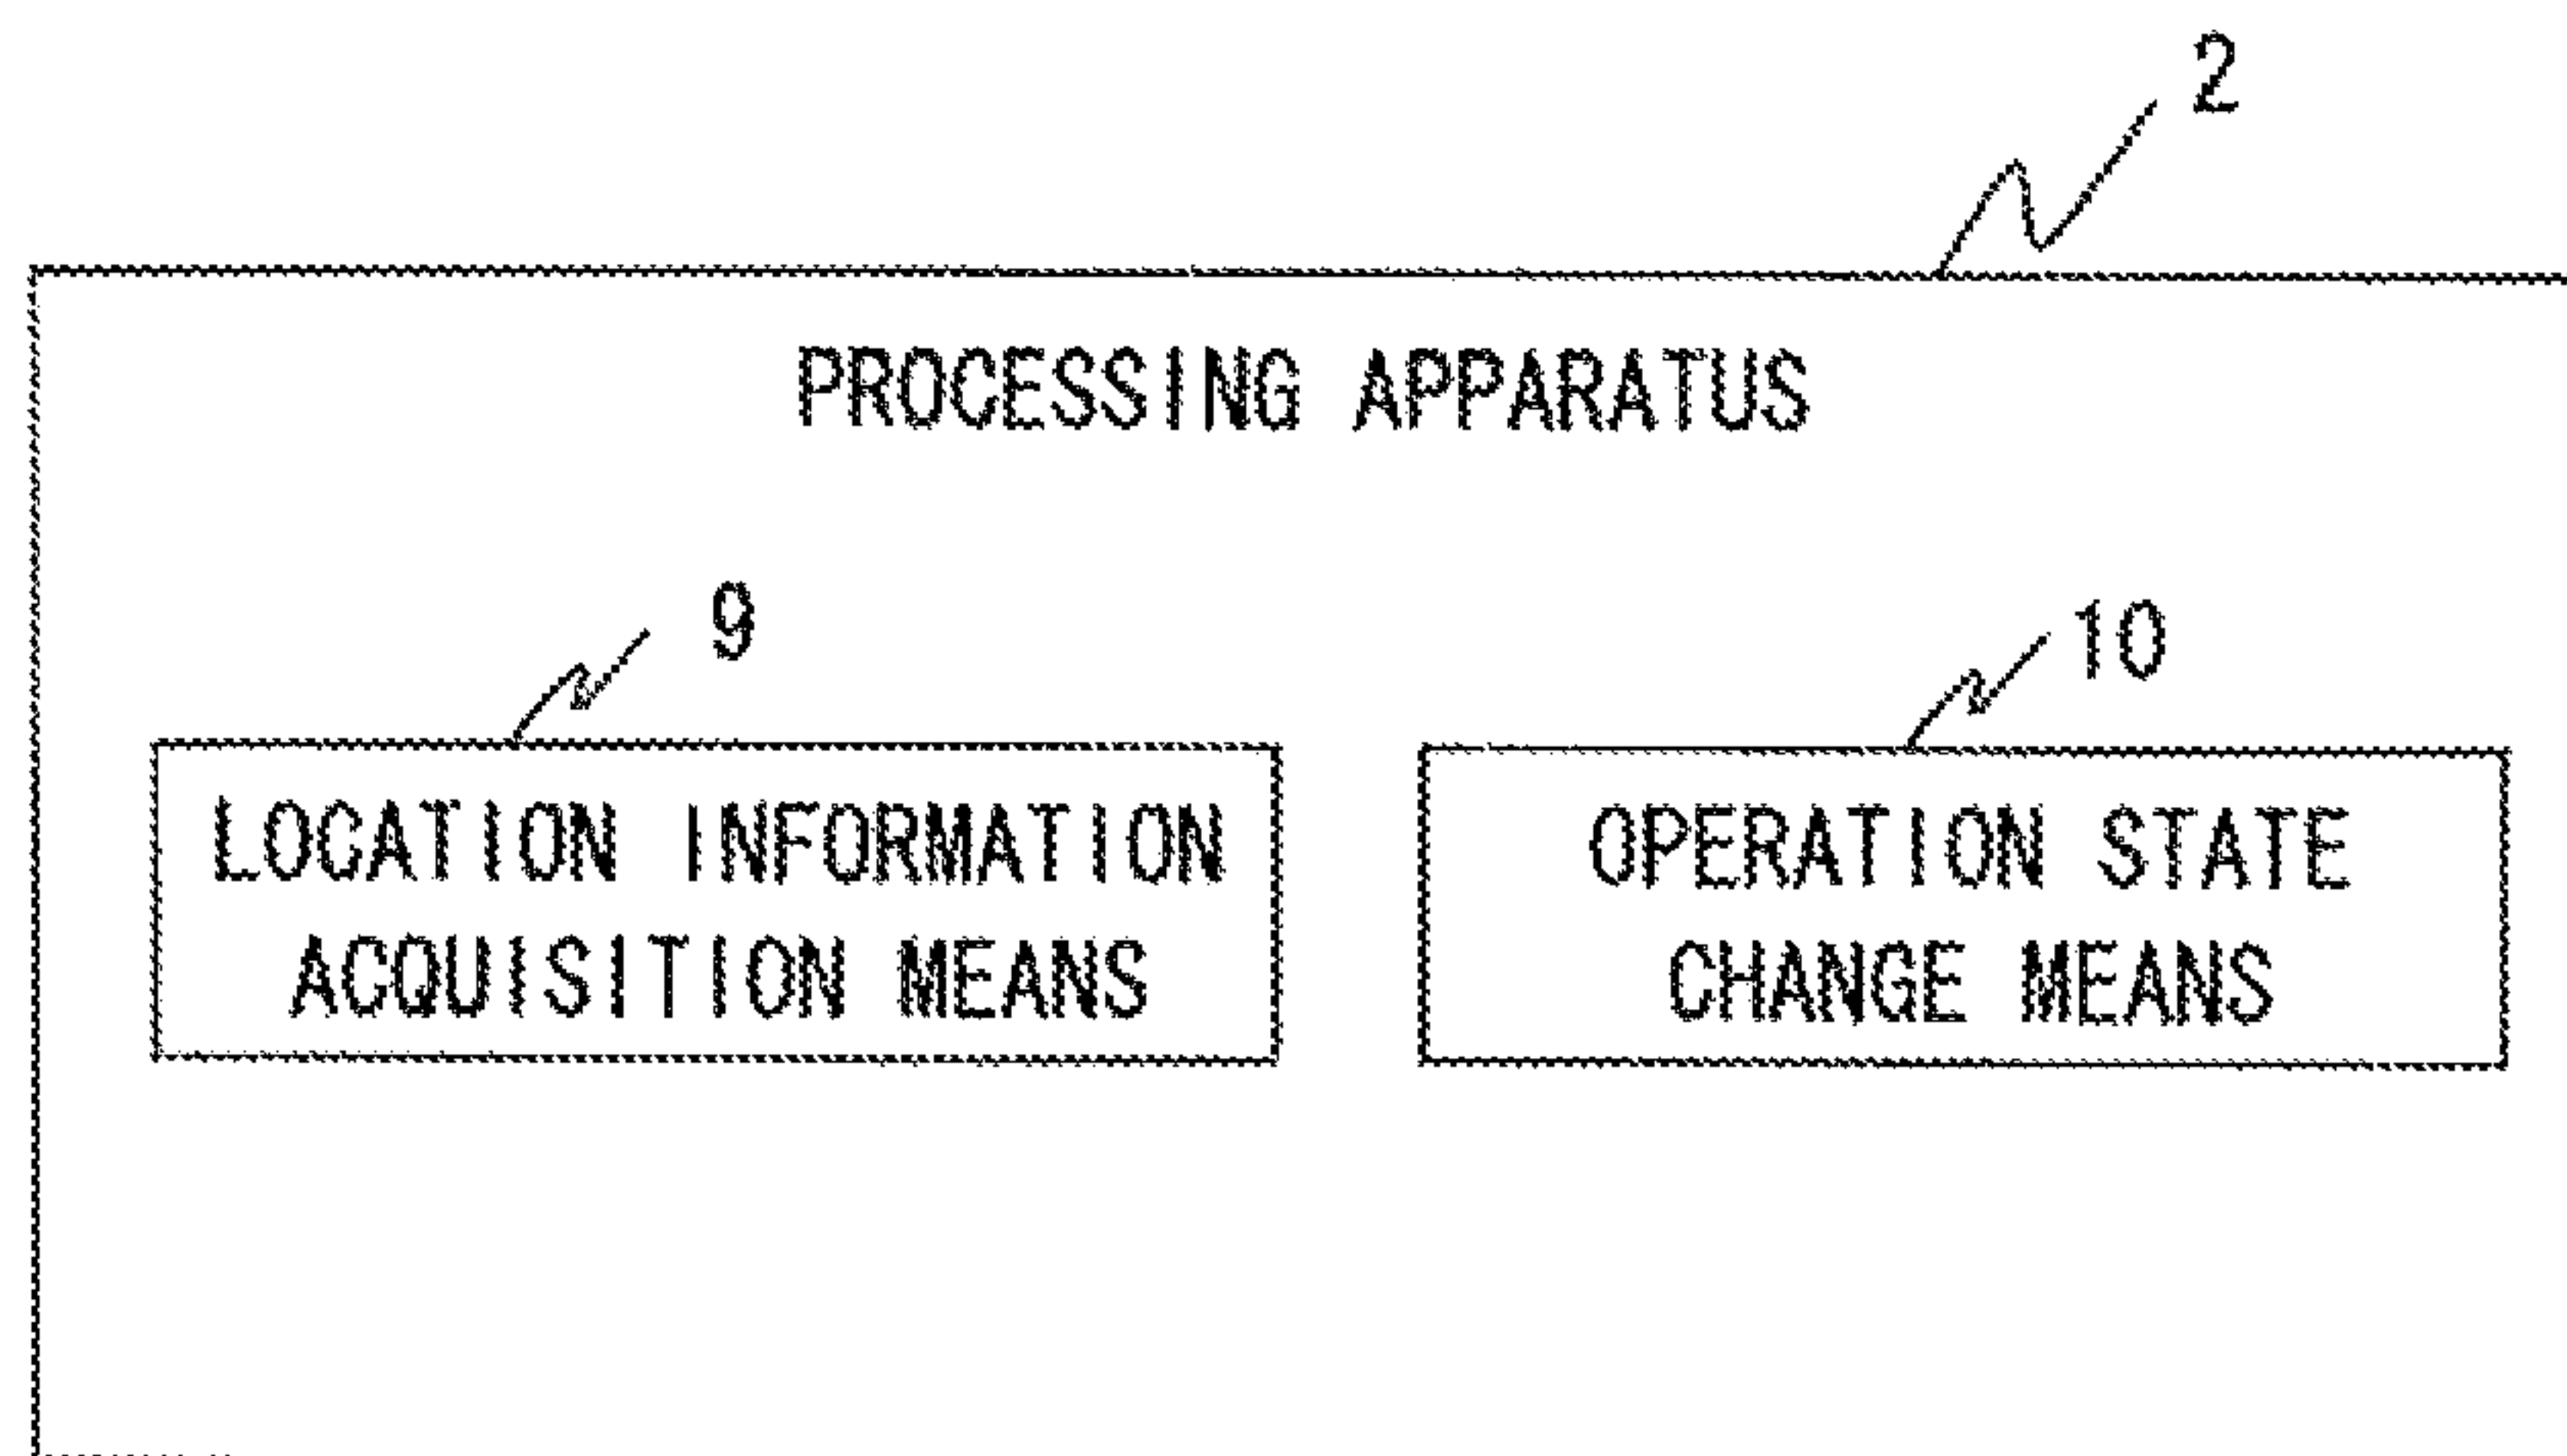 2
PROCESSING APPARATUS
9
10
LOCATION INFORMATION
ACQUISITION MEANS
OPERATION STATE
CHANGE MEANS